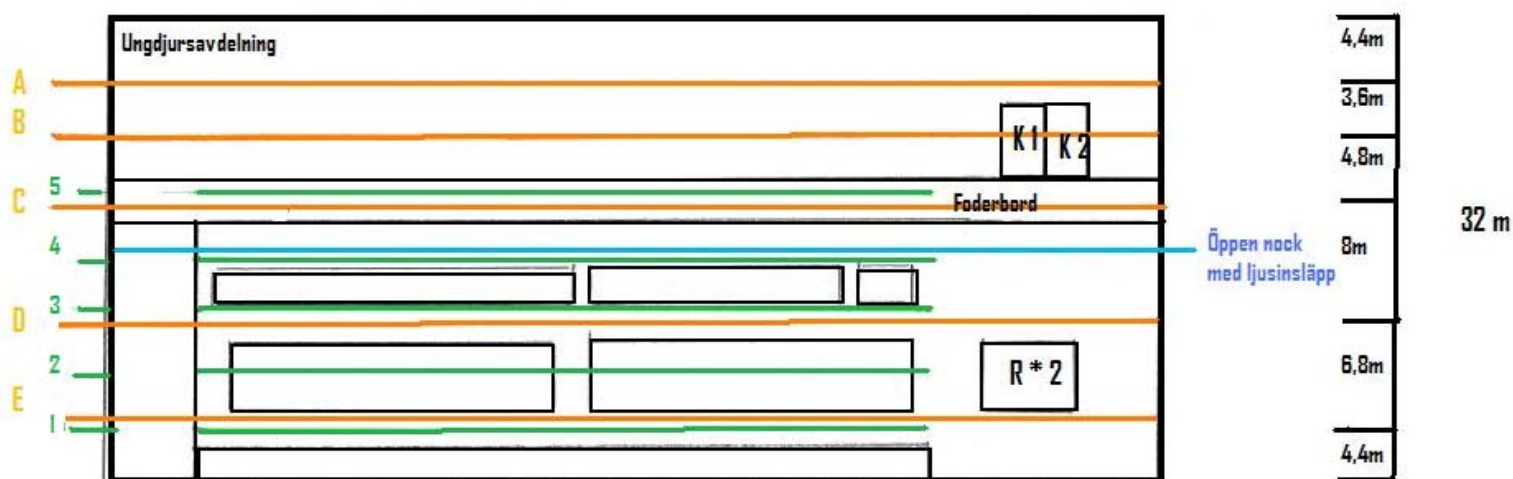 Ungdjursavdelning
A
B
5
C
4
3
D
2
E
1
K1
K2
Foderbord
R * 2
Öppen nock
med ljusinsläpp
4,4m
3,6m
4,8m
8m
6,8m
4,4m
32 m